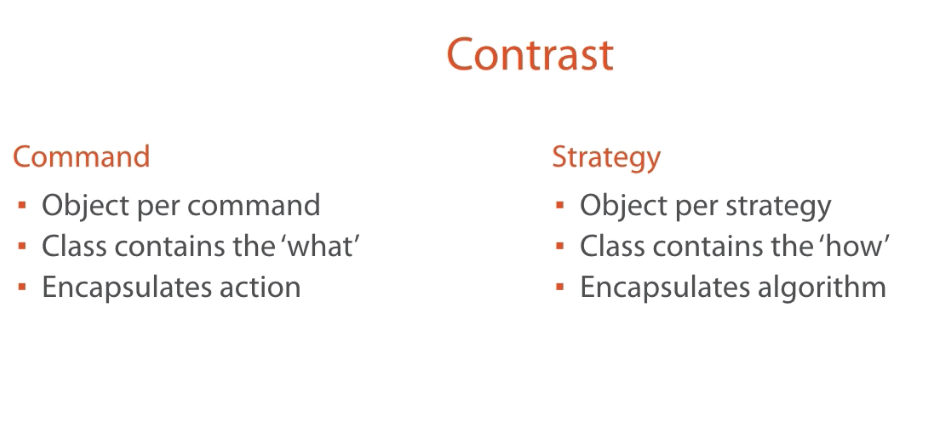 Contrast
Command
▪ Object per command
▪ Class contains the ‘what’
▪ Encapsulates action
Strategy
▪ Object per strategy
▪ Class contains the ‘how’
▪ Encapsulates algorithm